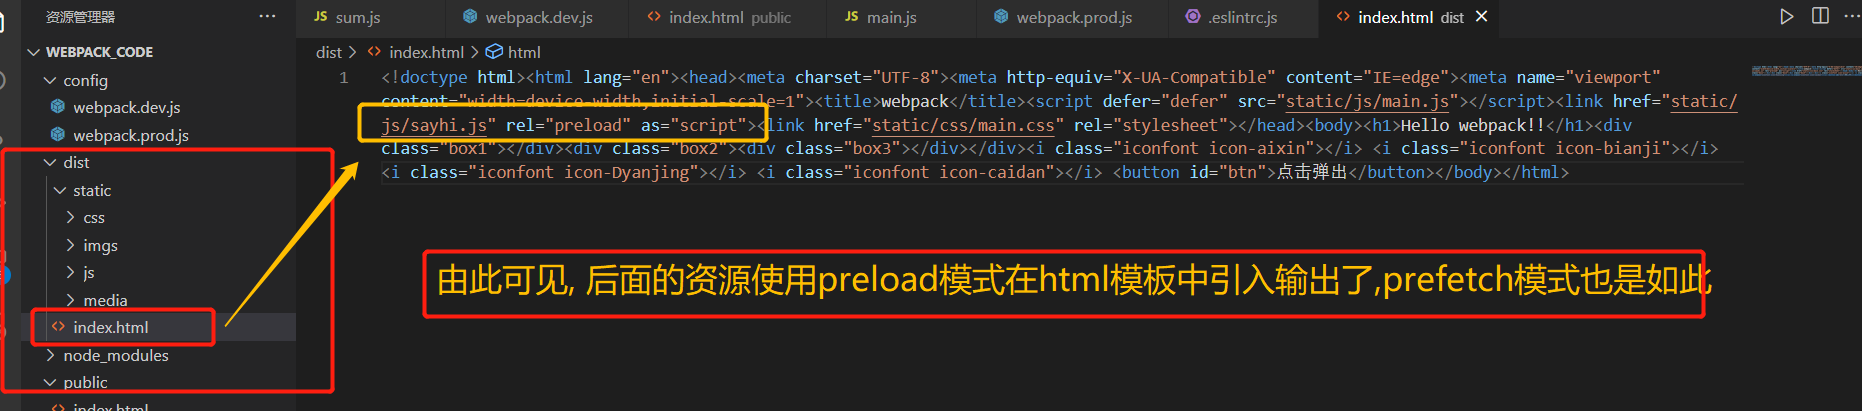 资源管理器 ···
sum.js webpack.dev.js index.html public main.js webpack.prod.js .eslintrc.js index.html dist
WEBPACK_CODE
config
webpack.dev.js
webpack.prod.js
dist
static
css
imgs
js
media
index.html
node_modules
public
index.html
dist > index.html > html
1
<!doctype html><html lang="en"><head><meta charset="UTF-8"><meta http-equiv="X-UA-Compatible" content="IE=edge"><meta name="viewport"
content="width=device-width,initial-scale=1"><title>webpack</title><script defer="defer" src="static/js/main.js"></script><link href="static/
js/sayhi.js" rel="preload" as="script"><link href="static/css/main.css" rel="stylesheet"></head><body><h1>Hello webpack!!</h1><div
class="box1"></div><div class="box2"><div class="box3"></div></div><i class="iconfont icon-aixin"></i> <i class="iconfont icon-bianji"></i>
<i class="iconfont icon-Dyanjing"></i> <i class="iconfont icon-caidan"></i> <button id="btn">点击弹出</button></body></html>
由此可见, 后面的资源使用preload模式在html模板中引入输出了,prefetch模式也是如此